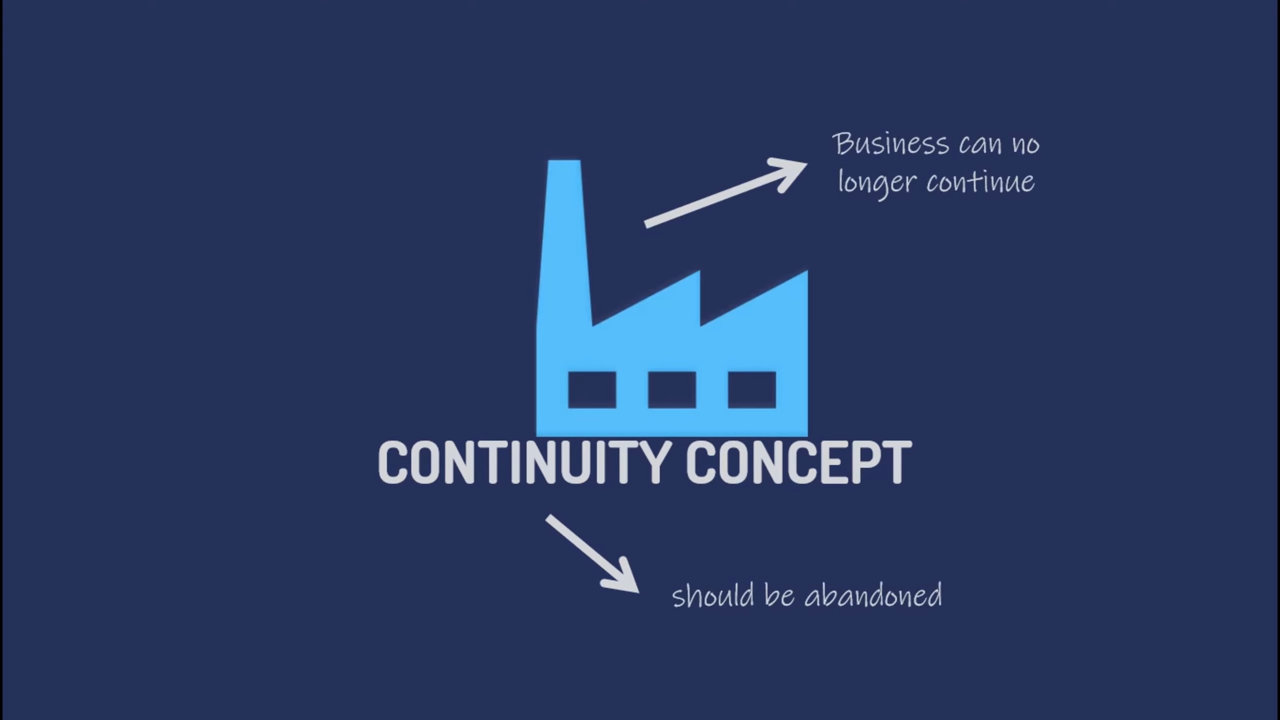 Business can no
longer continue
CONTINUITY CONCEPT
should be abandoned